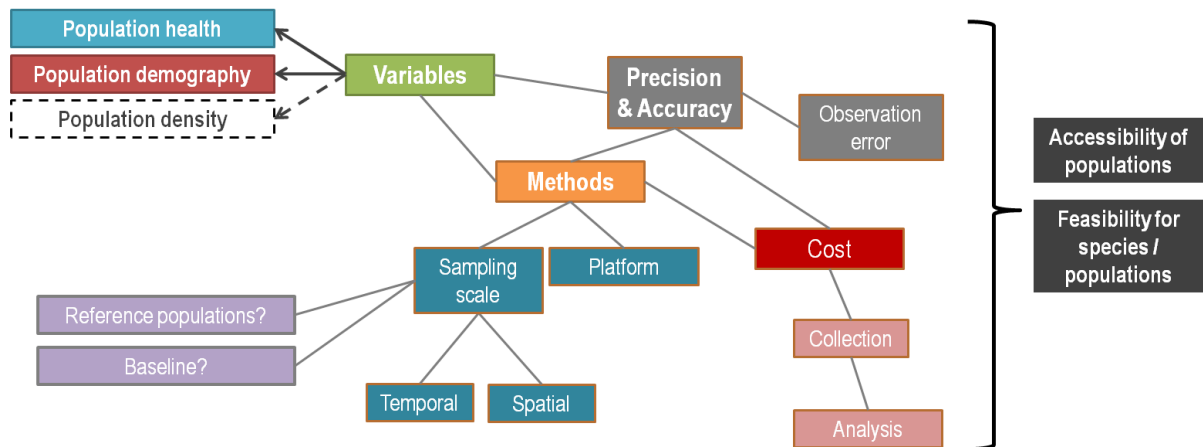 Population health
Population demography
Population density
Variables
Precision
& Accuracy
Observation
error
Methods
Sampling
scale
Platform
Cost
Reference populations?
Baseline?
Temporal
Spatial
Collection
Analysis
Accessibility of
populations
Feasibility for
species /
populations